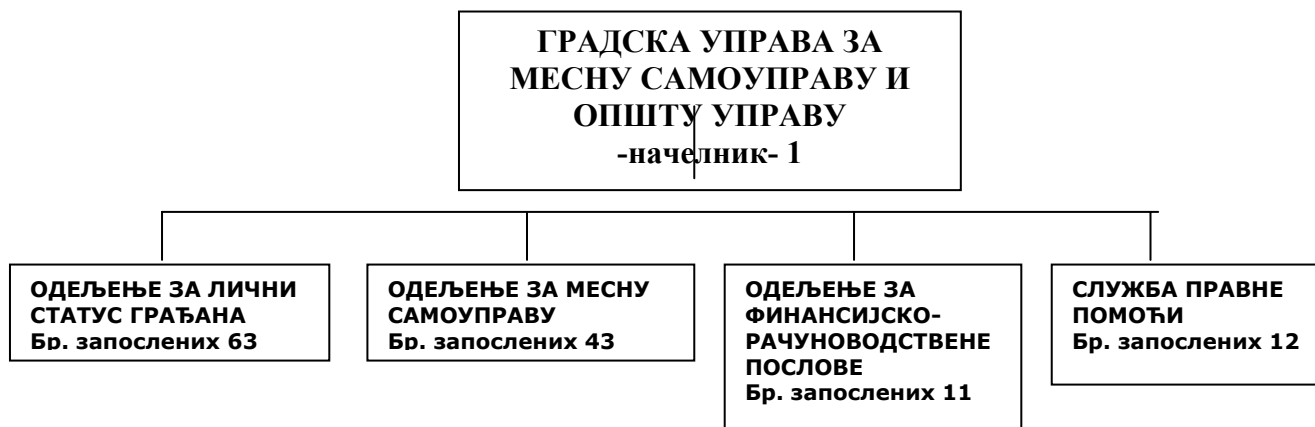 ГРАДСКА УПРАВА ЗА
МЕСНУ САМОУПРАВУ И
ОПШТУ УПРАВУ
-начелник- 1
ОДЕЉЕЊЕ ЗА ЛИЧНИ
СТАТУС ГРАЂАНА
Бр. запослених 63
ОДЕЉЕЊЕ ЗА МЕСНУ
САМОУПРАВУ
Бр. запослених 43
ОДЕЉЕЊЕ ЗА
ФИНАНСИЈСКО-
РАЧУНОВОДСТВЕНЕ
ПОСЛОВЕ
Бр. запослених 11
СЛУЖБА ПРАВНЕ
ПОМОЋИ
Бр. запослених 12